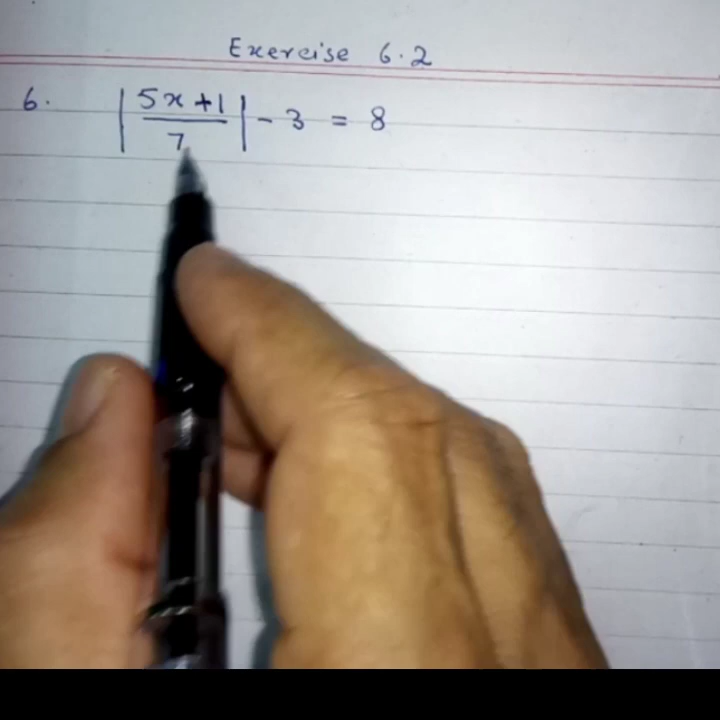 Exercise 6.2
6. |(5x+1)/7| - 3 = 8